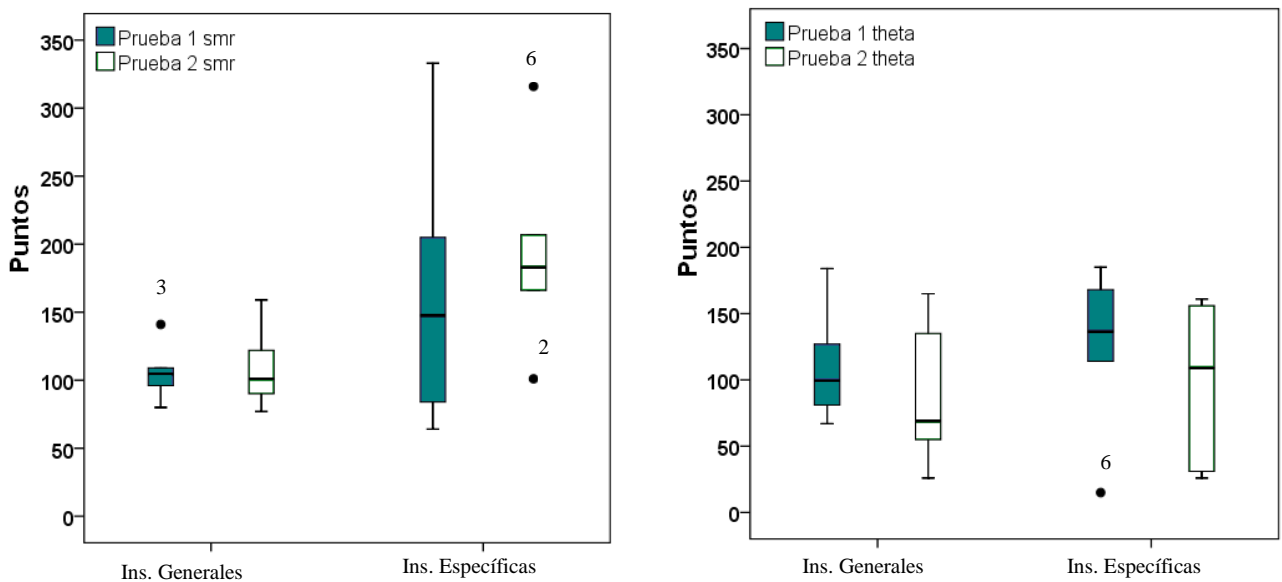 Puntos
350
300
250
200
150
100
50
0
Prueba 1 smr
Prueba 2 smr
3
6
2
Ins. Generales
Ins. Específicas
Puntos
350
300
250
200
150
100
50
0
Prueba 1 theta
Prueba 2 theta
6
Ins. Generales
Ins. Específicas